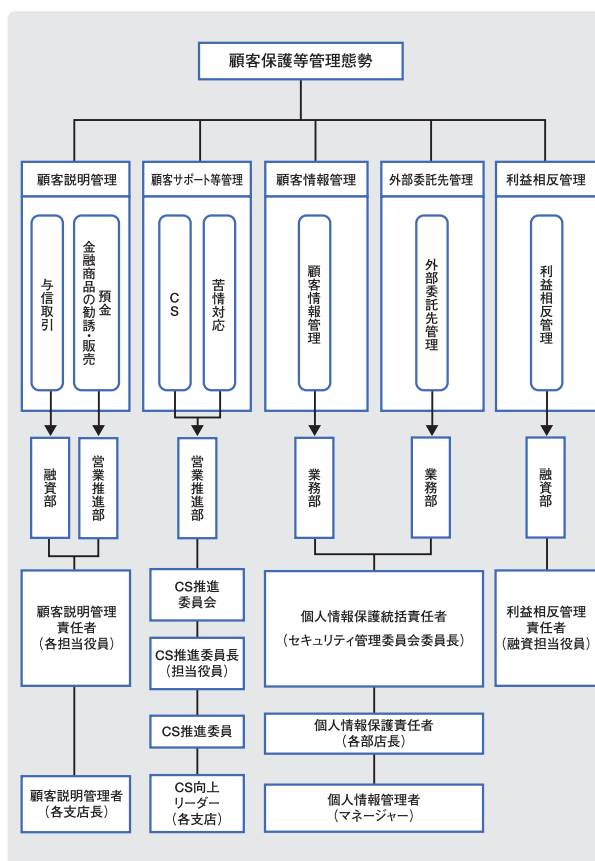 顧客保護等管理態勢
顧客説明管理
顧客サポート等管理
顧客情報管理
外部委託先管理
利益相反管理
与信取引
預金
金融商品の勧誘・販売
CS
苦情対応
顧客情報管理
外部委託先管理
利益相反管理
融資部
営業推進部
営業推進部
業務部
業務部
融資部
顧客説明管理
責任者
(各担当役員)
CS推進
委員会
CS推進委員長
(担当役員)
CS推進委員
CS向上
リーダー
(各支店)
個人情報保護統括責任者
(セキュリティ管理委員会委員長)
個人情報保護責任者
(各部店長)
個人情報管理者
(マネージャー)
利益相反管理
責任者
(融資担当役員)
顧客説明管理者
(各支店長)